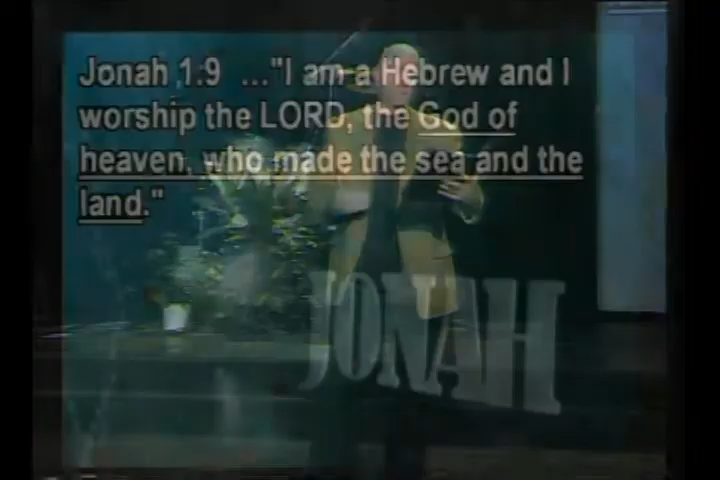 Jonah 1:9 ..."I am a Hebrew and I
worship the LORD, the God of
heaven, who made the sea and the
land."
JONAH